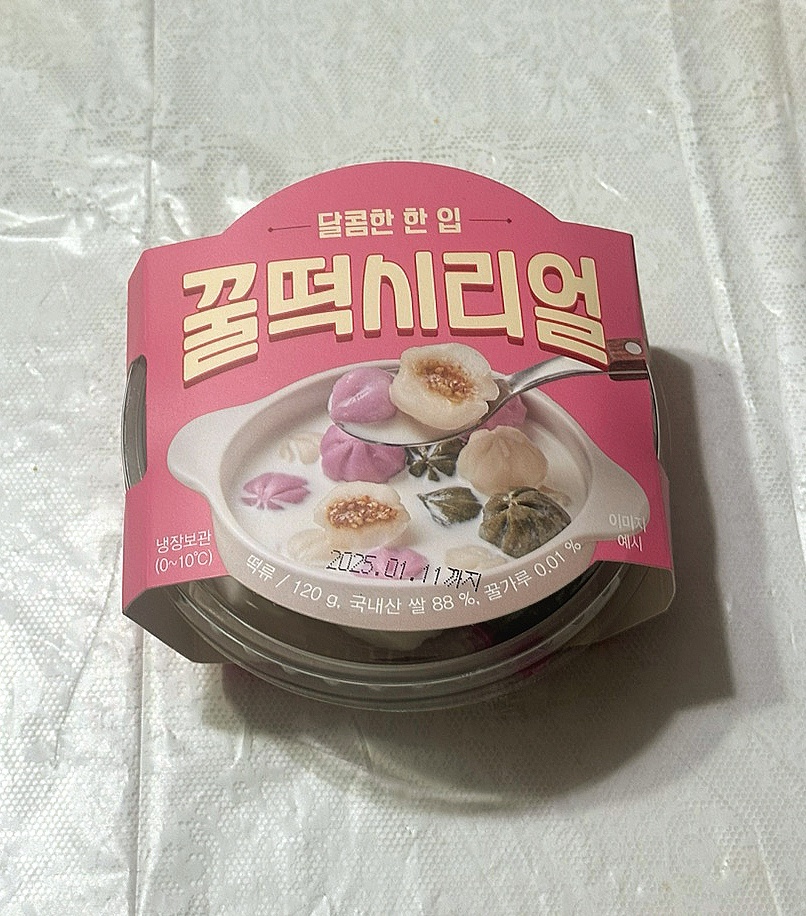 달콤한 한 입
꿀떡시리얼
이미지
예시
냉장보관
(0~10℃)
2025.01.11까지
떡류 / 120 g, 국내산 쌀 88 %, 꿀가루 0.01 %